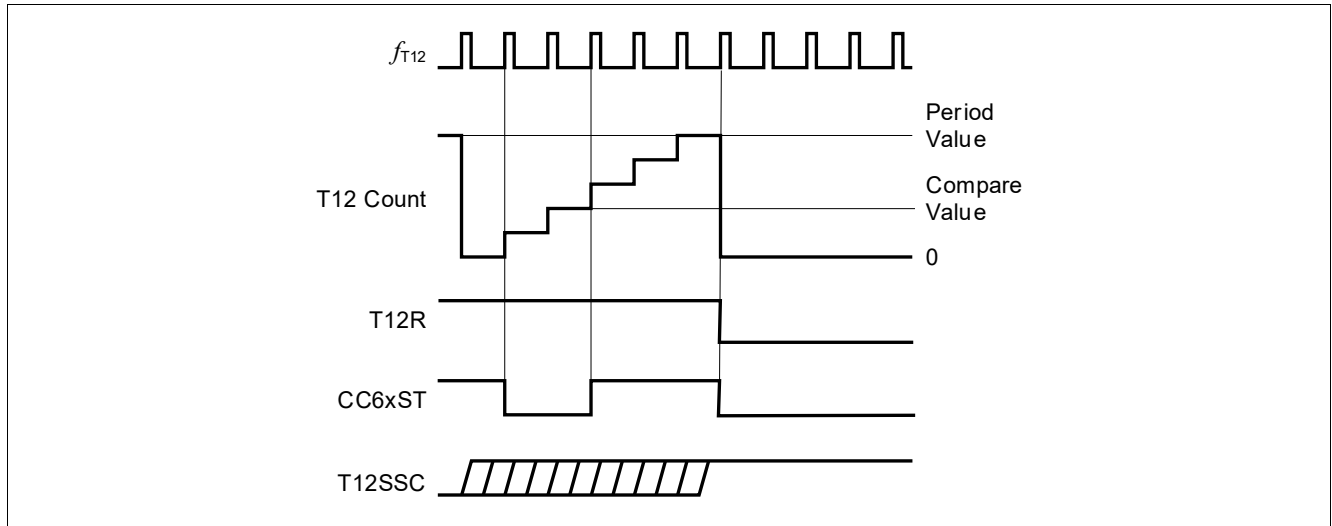 fT12
Period
Value
T12 Count
Compare
Value
0
T12R
CC6xST
T12SSC